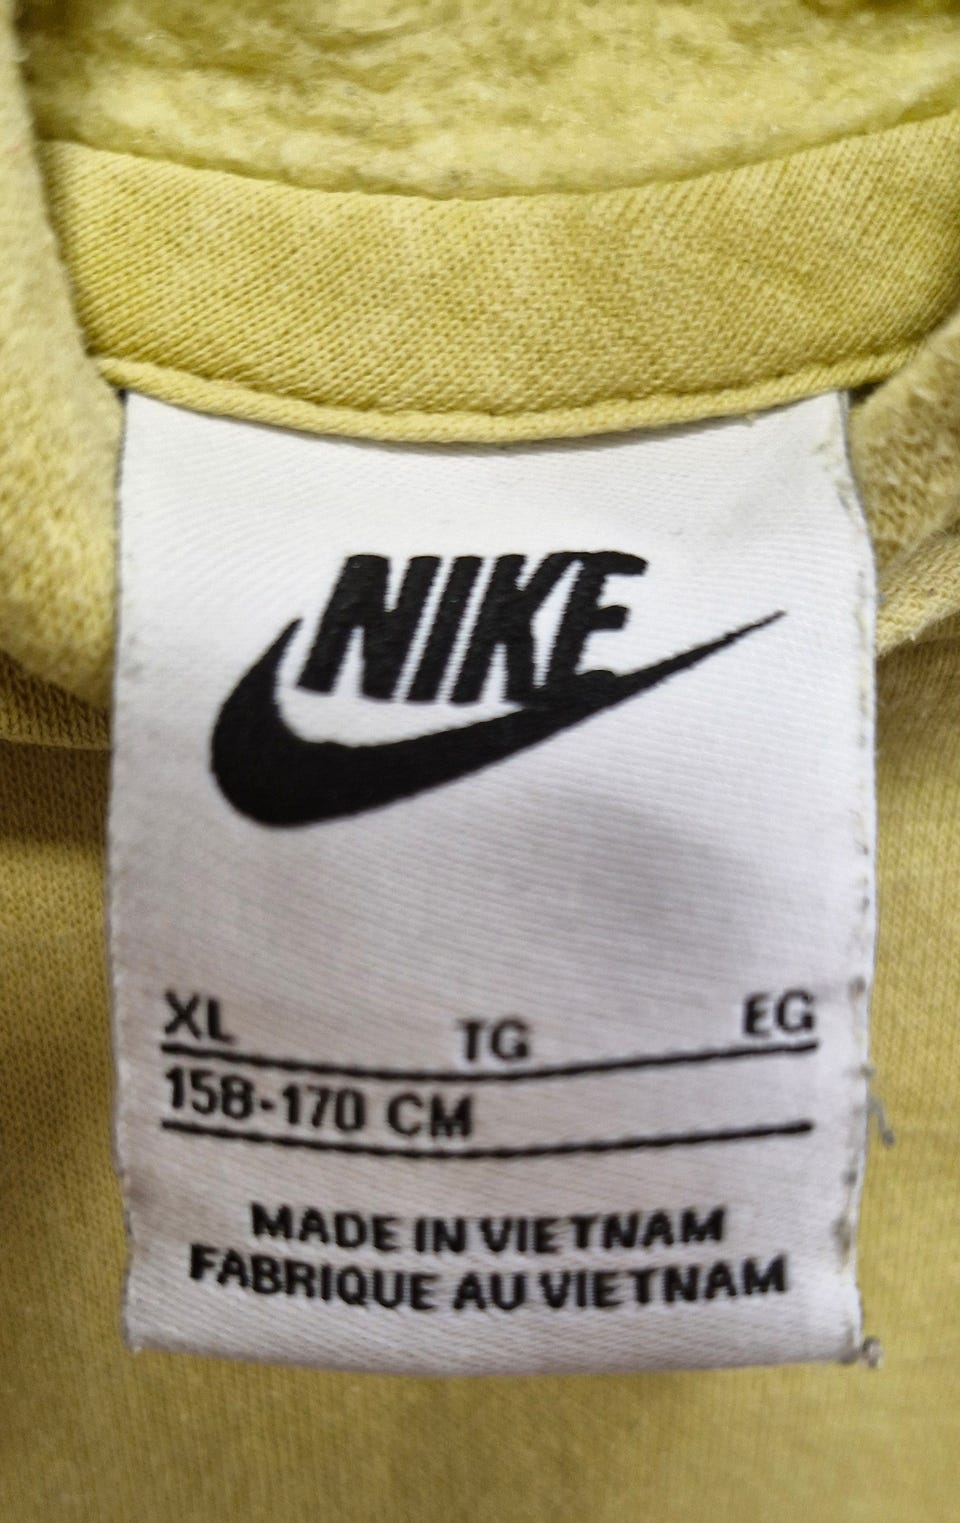 NIKE
XL TG EG
158-170 CM
MADE IN VIETNAM
FABRIQUE AU VIETNAM